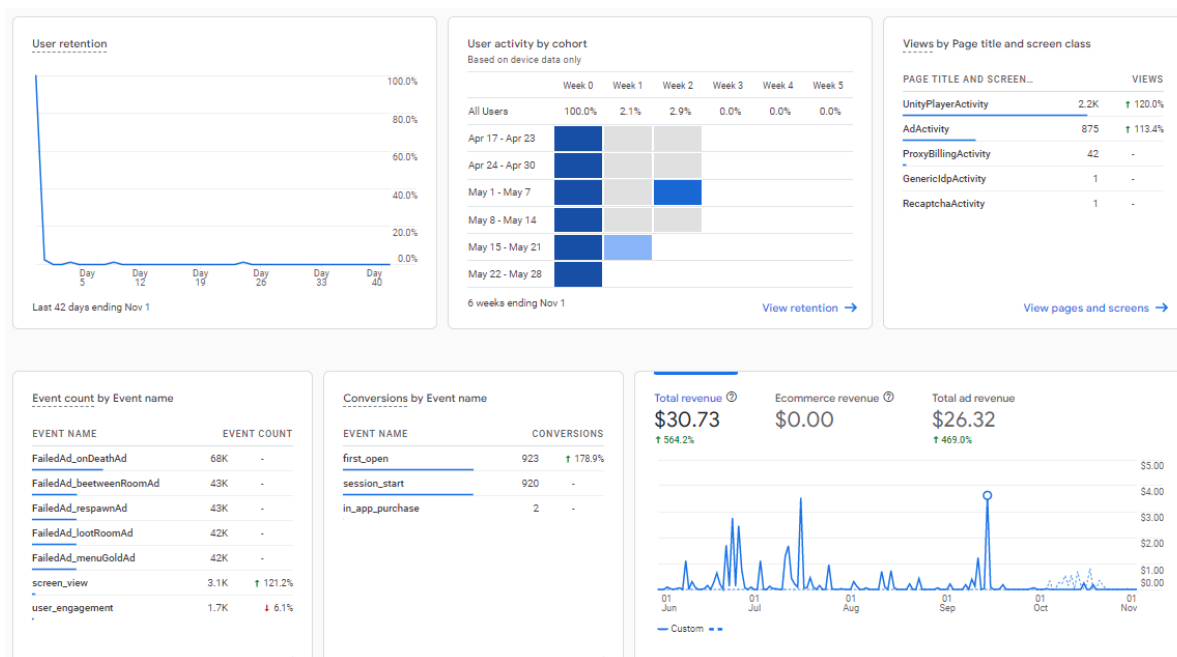 User retention
100.0%
80.0%
60.0%
40.0%
20.0%
0.0%
Day 5
Day 12
Day 19
Day 26
Day 33
Day 40
Last 42 days ending Nov 1
User activity by cohort
Based on device data only
Week 0 Week 1 Week 2 Week 3 Week 4 Week 5
All Users 100.0% 2.1% 2.9% 0.0% 0.0% 0.0%
Apr 17 - Apr 23
Apr 24 - Apr 30
May 1 - May 7
May 8 - May 14
May 15 - May 21
May 22 - May 28
6 weeks ending Nov 1
View retention →
Views by Page title and screen class
PAGE TITLE AND SCREEN... VIEWS
UnityPlayerActivity 2.2K ↑ 120.0%
AdActivity 875 ↑ 113.4%
ProxyBillingActivity 42 -
GenericIdpActivity 1 -
RecaptchaActivity 1 -
View pages and screens →
Event count by Event name
EVENT NAME EVENT COUNT
FailedAd_onDeathAd 68K -
FailedAd_beetweenRoomAd 43K -
FailedAd_respawnAd 43K -
FailedAd_lootRoomAd 42K -
FailedAd_menuGoldAd 42K -
screen_view 3.1K ↑ 121.2%
user_engagement 1.7K ↓ 6.1%
Conversions by Event name
EVENT NAME CONVERSIONS
first_open 923 ↑ 178.9%
session_start 920 -
in_app_purchase 2 -
Total revenue Ecommerce revenue Total ad revenue
$30.73 $0.00 $26.32
↑ 564.2% ↑ 469.0%
$5.00
$4.00
$3.00
$2.00
$1.00
$0.00
01 Jun
01 Jul
01 Aug
01 Sep
01 Oct
01 Nov
Custom